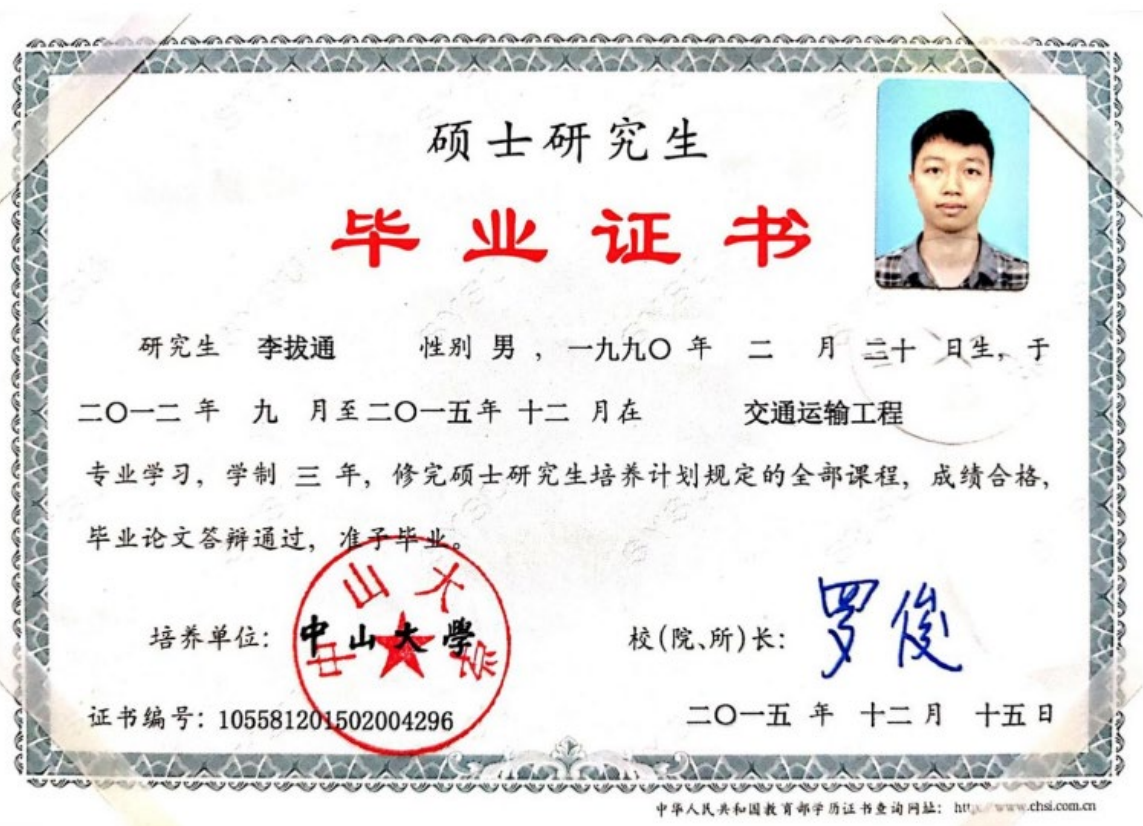 硕士研究生
毕业证书
研究生 李拔通 性别 男 ,一九九〇 年 二 月 二十 日生, 于
二〇一二 年 九 月至二〇一五年 十二 月在 交通运输工程
专业学习, 学制 三 年, 修完硕士研究生培养计划规定的全部课程, 成绩合格,
毕业论文答辩通过, 准予毕业。
中山大学
培养单位: 中山大學 校(院、所)长: 罗俊
证书编号: 105581201502004296 二〇一五 年 十二 月 十五 日
中华人民共和国教育部学历证书查询网址: http://www.chsi.com.cn